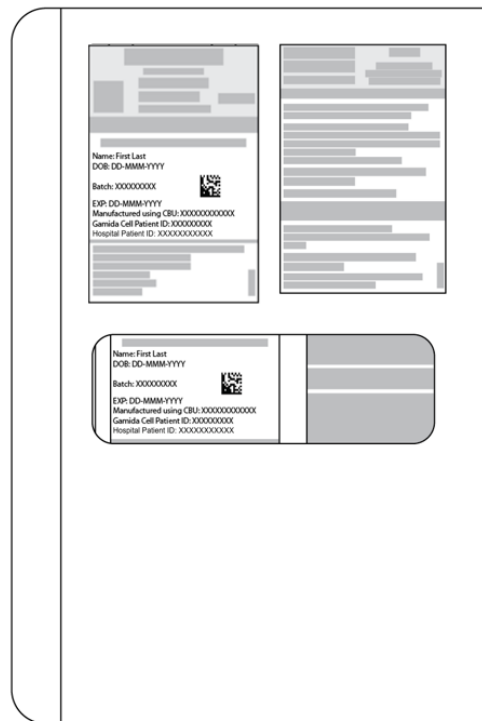 Name: First Last
DOB: DD-MMM-YYYY
Batch: XXXXXXXXX
EXP: DD-MMM-YYYY
Manufactured using CBU: XXXXXXXXXXXX
Gamida Cell Patient ID: XXXXXXXXX
Hospital Patient ID: XXXXXXXXXXX
Name: First Last
DOB: DD-MMM-YYYY
Batch: XXXXXXXXX
EXP: DD-MMM-YYYY
Manufactured using CBU: XXXXXXXXXXXX
Gamida Cell Patient ID: XXXXXXXXX
Hospital Patient ID: XXXXXXXXXXX